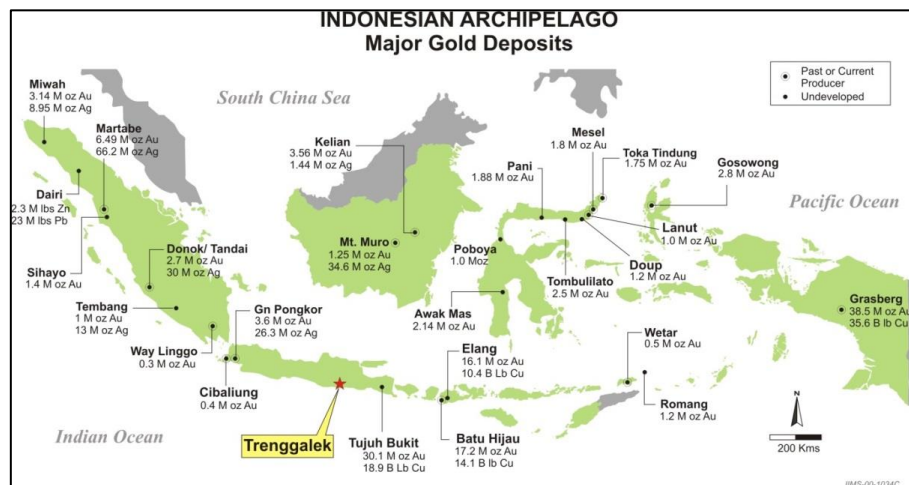 INDONESIAN ARCHIPELAGO
Major Gold Deposits
Past or Current
Producer
Undeveloped
South China Sea
Pacific Ocean
Indian Ocean
Miwah
3.14 M oz Au
8.95 M oz Ag
Martabe
6.49 M oz Au
66.2 M oz Ag
Dairi
2.3 M lbs Zn
23 M lbs Pb
Sihayo
1.4 M oz Au
Donok/ Tandai
2.7 M oz Au
30 M oz Ag
Tembang
1 M oz Au
13 M oz Ag
Way Linggo
0.3 M oz Au
Gn Pongkor
3.6 M oz Au
26.3 M oz Ag
Cibaliung
0.4 M oz Au
Trenggalek
Tujuh Bukit
30.1 M oz Au
18.9 B Lb Cu
Kelian
3.56 M oz Au
1.44 M oz Ag
Mt. Muro
1.25 M oz Au
34.6 M oz Ag
Elang
16.1 M oz Au
10.4 B Lb Cu
Batu Hijau
17.2 M oz Au
14.1 B lb Cu
Pani
1.88 M oz Au
Poboya
1.0 Moz
Awak Mas
2.14 M oz Au
Mesel
1.8 M oz Au
Toka Tindung
1.75 M oz Au
Gosowong
2.8 M oz Au
Lanut
1.0 M oz Au
Doup
1.2 M oz Au
Tombulilato
2.5 M oz Au
Wetar
0.5 M oz Au
Romang
1.2 M oz Au
Grasberg
38.5 M oz Au
35.6 B lb Cu
N
200 Kms
IIMS-00-1034C